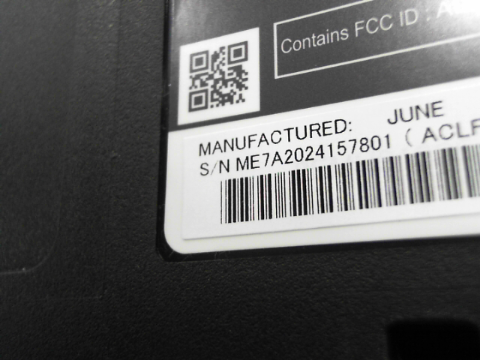 Contains FCC ID : A
MANUFACTURED: JUNE
S/N ME7A2024157801 ( ACLF